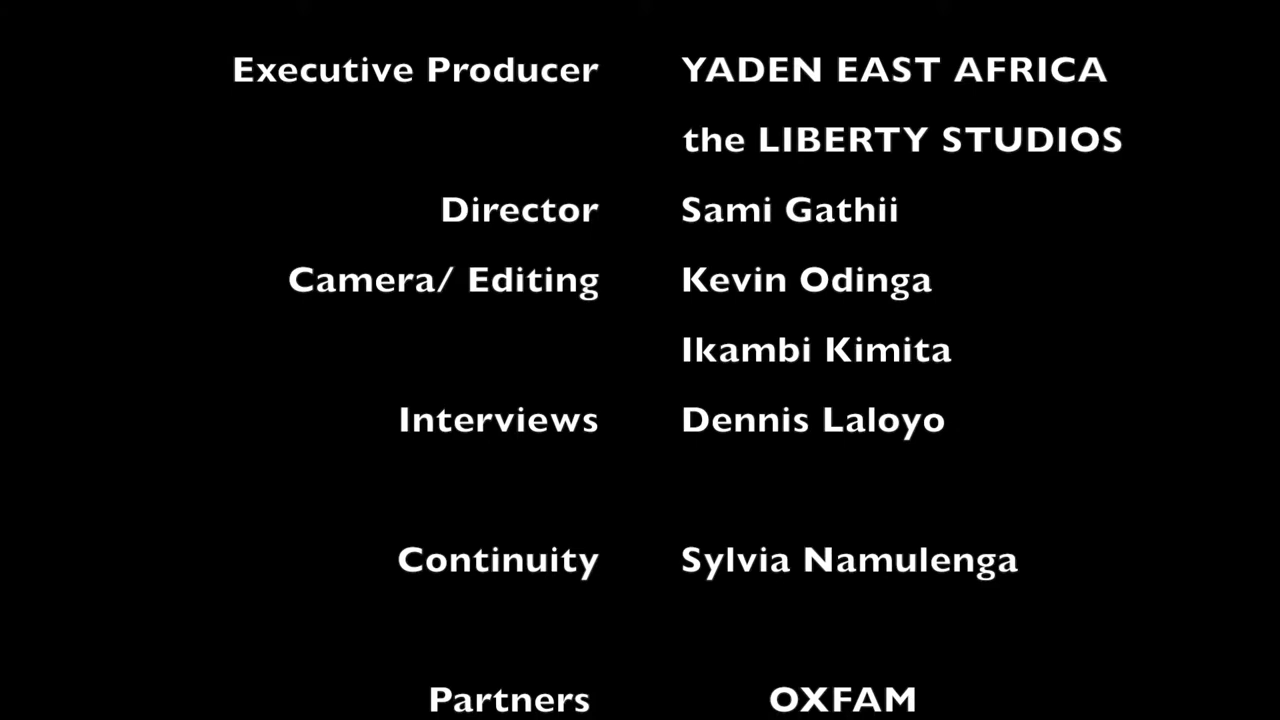 Executive Producer YADEN EAST AFRICA
the LIBERTY STUDIOS
Director Sami Gathii
Camera/ Editing Kevin Odinga
Ikambi Kimita
Interviews Dennis Laloyo
Continuity Sylvia Namulenga
Partners OXFAM